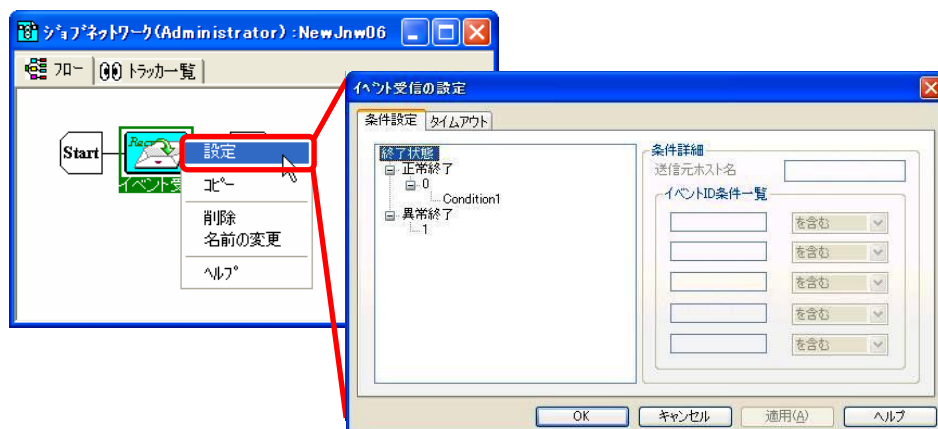 ジョブネットワーク(Administrator):NewJnw06
フロー トラッカ一覧
Start
Recv
イベント受
設定
コピー
削除
名前の変更
ヘルプ
イベント受信の設定
条件設定 タイムアウト
終了状態
正常終了
0
Condition1
異常終了
1
条件詳細
送信元ホスト名
イベントID条件一覧
を含む
を含む
を含む
を含む
を含む
OK キャンセル 適用(A) ヘルプ